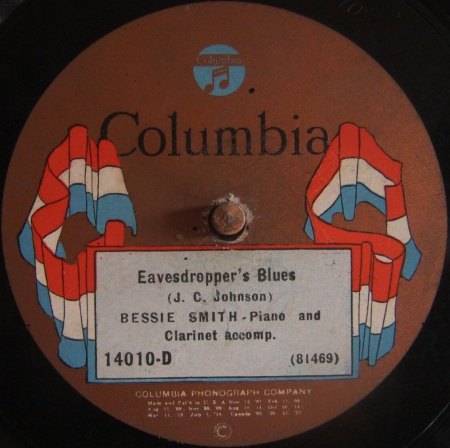 Columbia
Columbia
Eavesdropper's Blues
(J. C. Johnson)
BESSIE SMITH - Piano and
Clarinet accomp.
14010-D (81469)
COLUMBIA PHONOGRAPH COMPANY
C